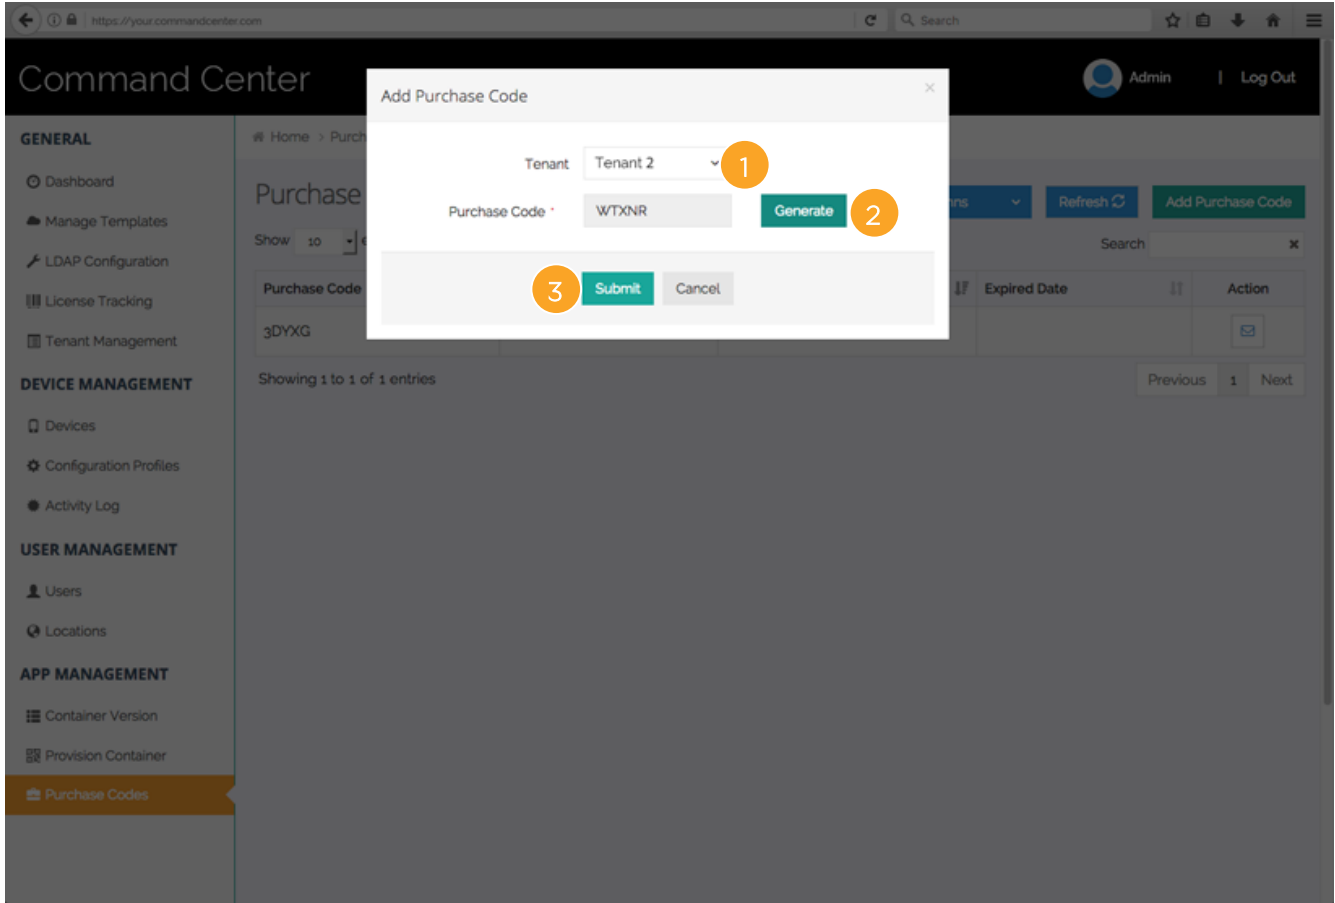 https://your.commandcenter.com
Search
Command Center
Admin | Log Out
Add Purchase Code
×
GENERAL
Home > Purch
Tenant Tenant 2 1
Dashboard
Purchase
Purchase Code * WTXNR Generate 2
Refresh
Add Purchase Code
Manage Templates
Show 10
Search
LDAP Configuration
3 Submit Cancel
Purchase Code
Expired Date
Action
License Tracking
3DYXG
Tenant Management
Showing 1 to 1 of 1 entries
Previous 1 Next
DEVICE MANAGEMENT
Devices
Configuration Profiles
Activity Log
USER MANAGEMENT
Users
Locations
APP MANAGEMENT
Container Version
Provision Container
Purchase Codes